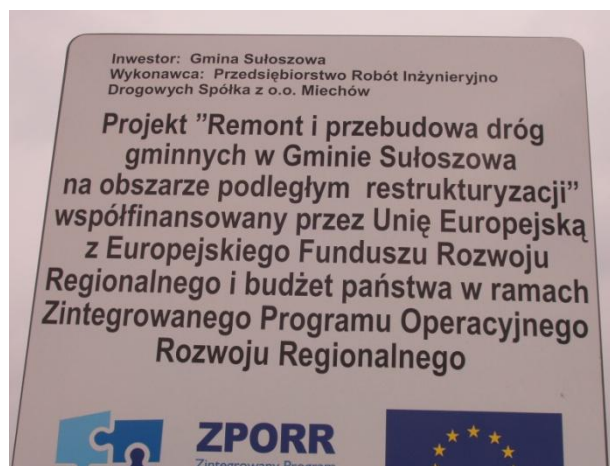 Inwestor: Gmina Sułoszowa
Wykonawca: Przedsiębiorstwo Robót Inżynieryjno
Drogowych Spółka z o.o. Miechów
Projekt "Remont i przebudowa dróg
gminnych w Gminie Sułoszowa
na obszarze podległym restrukturyzacji"
współfinansowany przez Unię Europejską
z Europejskiego Funduszu Rozwoju
Regionalnego i budżet państwa w ramach
Zintegrowanego Programu Operacyjnego
Rozwoju Regionalnego
ZPORR
Zintegrowany Program